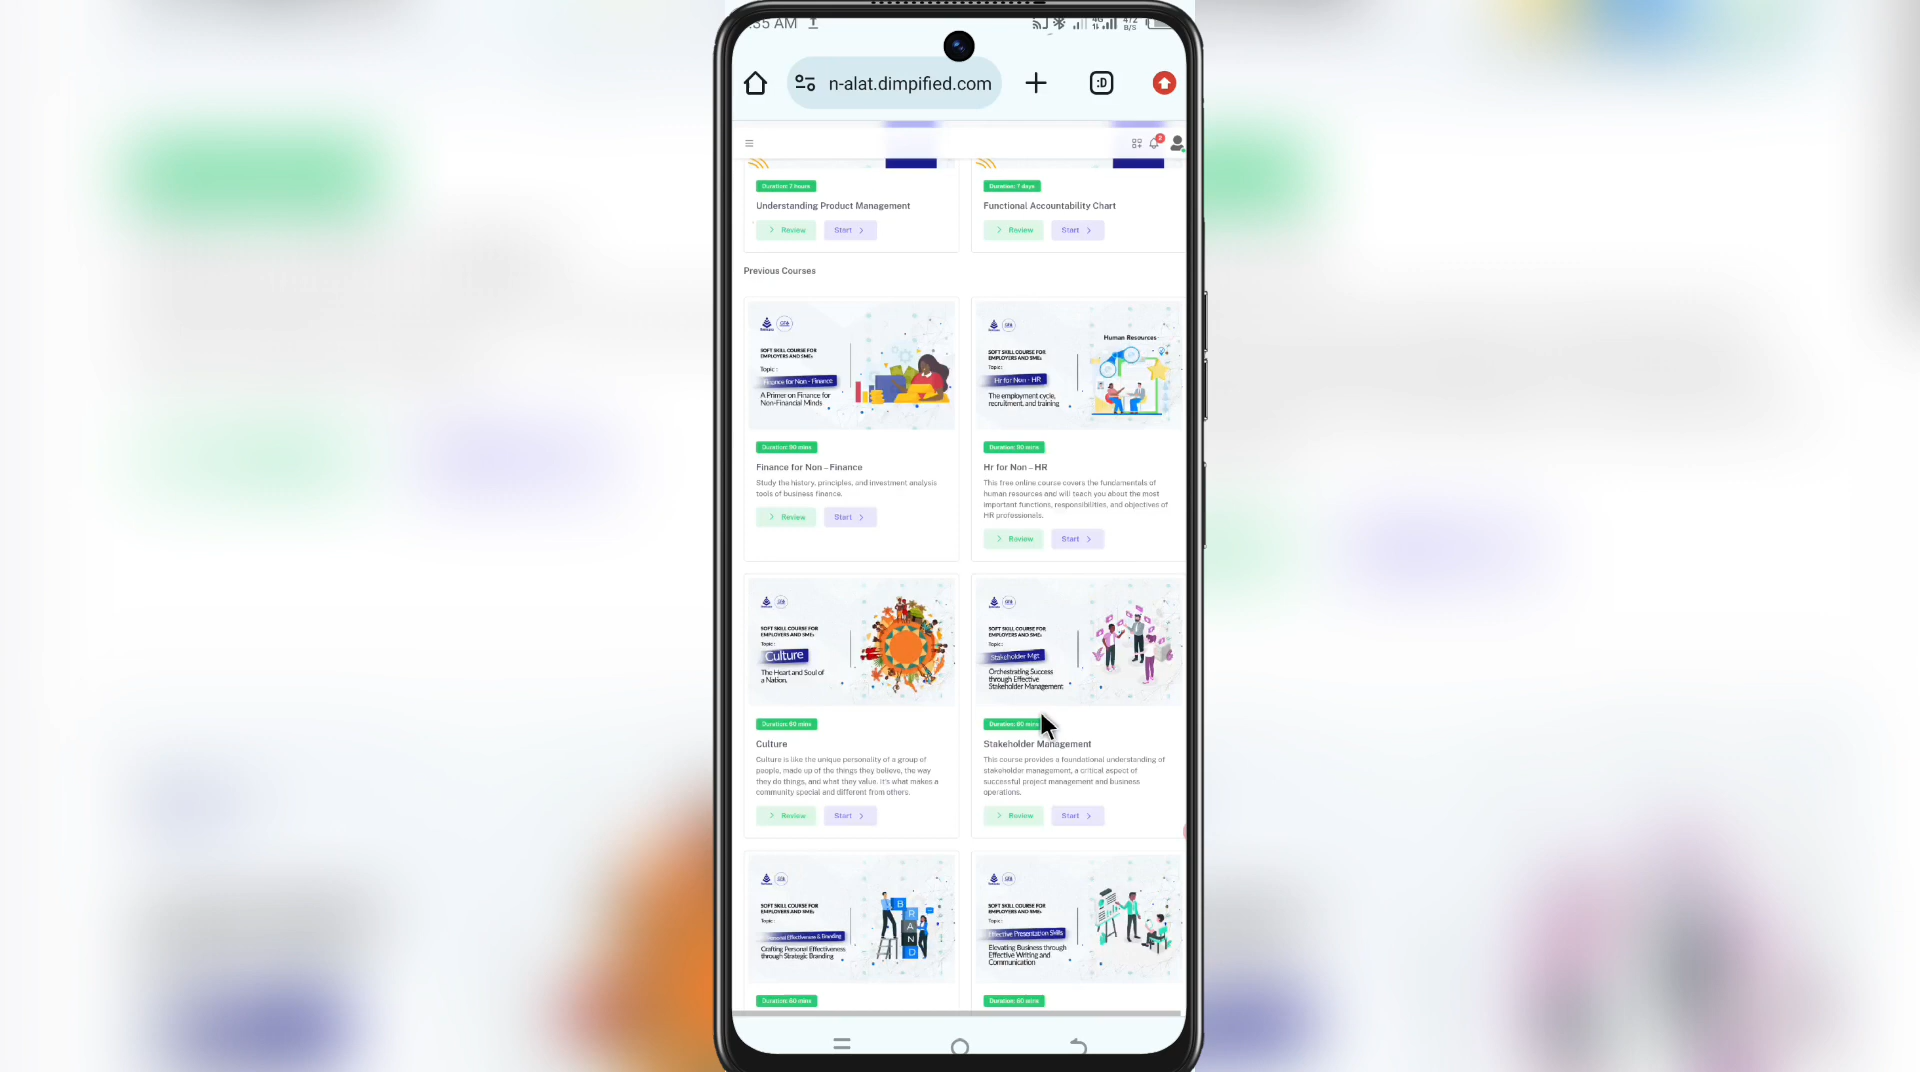 :35 AM
n-alat.dimpified.com
:D
Duration: 7 hours
Understanding Product Management
Review
Start
Duration: 7 days
Functional Accountability Chart
Review
Start
Previous Courses
SOFT SKILL COURSE FOR
EMPLOYERS AND SMEs
Topic :
Finance for Non - Finance
A Primer on Finance for
Non-Financial Minds
Duration: 90 mins
Finance for Non – Finance
Study the history, principles, and investment analysis
tools of business finance.
Review
Start
Human Resources
SOFT SKILL COURSE FOR
EMPLOYERS AND SMEs
Topic :
Hr for Non - HR
The employment cycle,
recruitment, and training
Duration: 90 mins
Hr for Non – HR
This free online course covers the fundamentals of
human resources and will teach you about the most
important functions, responsibilities, and objectives of
HR professionals.
Review
Start
SOFT SKILL COURSE FOR
EMPLOYERS AND SMEs
Topic :
Culture
The Heart and Soul of
a Nation,
Duration: 60 mins
Culture
Culture is like the unique personality of a group of
people, made up of the things they believe, the way
they do things, and what they value. It's what makes a
community special and different from others.
Review
Start
SOFT SKILL COURSE FOR
EMPLOYERS AND SMEs
Topic :
Stakeholder Mgt
Orchestrating Success
through Effective
Stakeholder Management
Duration: 60 mins
Stakeholder Management
This course provides a foundational understanding of
stakeholder management, a critical aspect of
successful project management and business
operations.
Review
Start
SOFT SKILL COURSE FOR
EMPLOYERS AND SMEs
Topic :
Personal Effectiveness & Branding
Crafting Personal Effectiveness
through Strategic Branding
B
R
A
N
D
Duration: 60 mins
SOFT SKILL COURSE FOR
EMPLOYERS AND SMEs
Topic :
Effective Presentation Skills
Elevating Business through
Effective Writing and
Communication
Duration: 60 mins